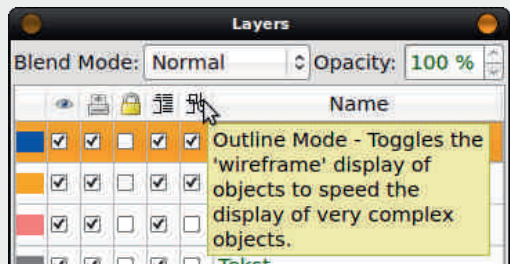 Layers
Blend Mode: Normal Opacity: 100 %
Name
Outline Mode - Toggles the
'wireframe' display of
objects to speed the
display of very complex
objects.
Tekst